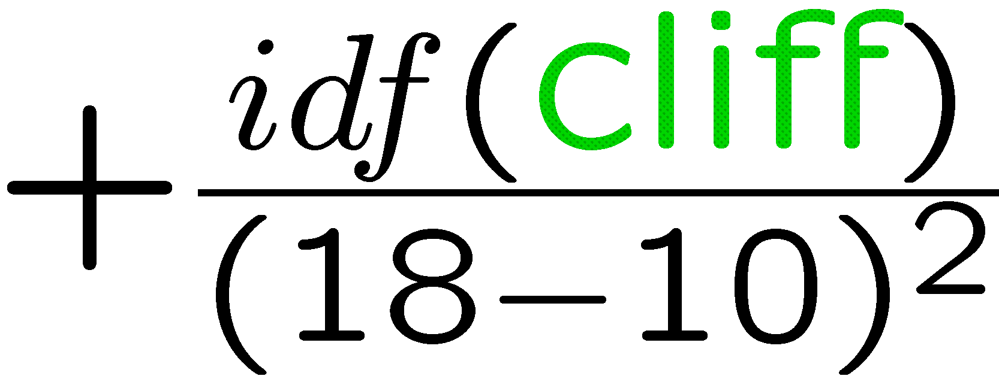 + idf(cliff)
(18−10)²